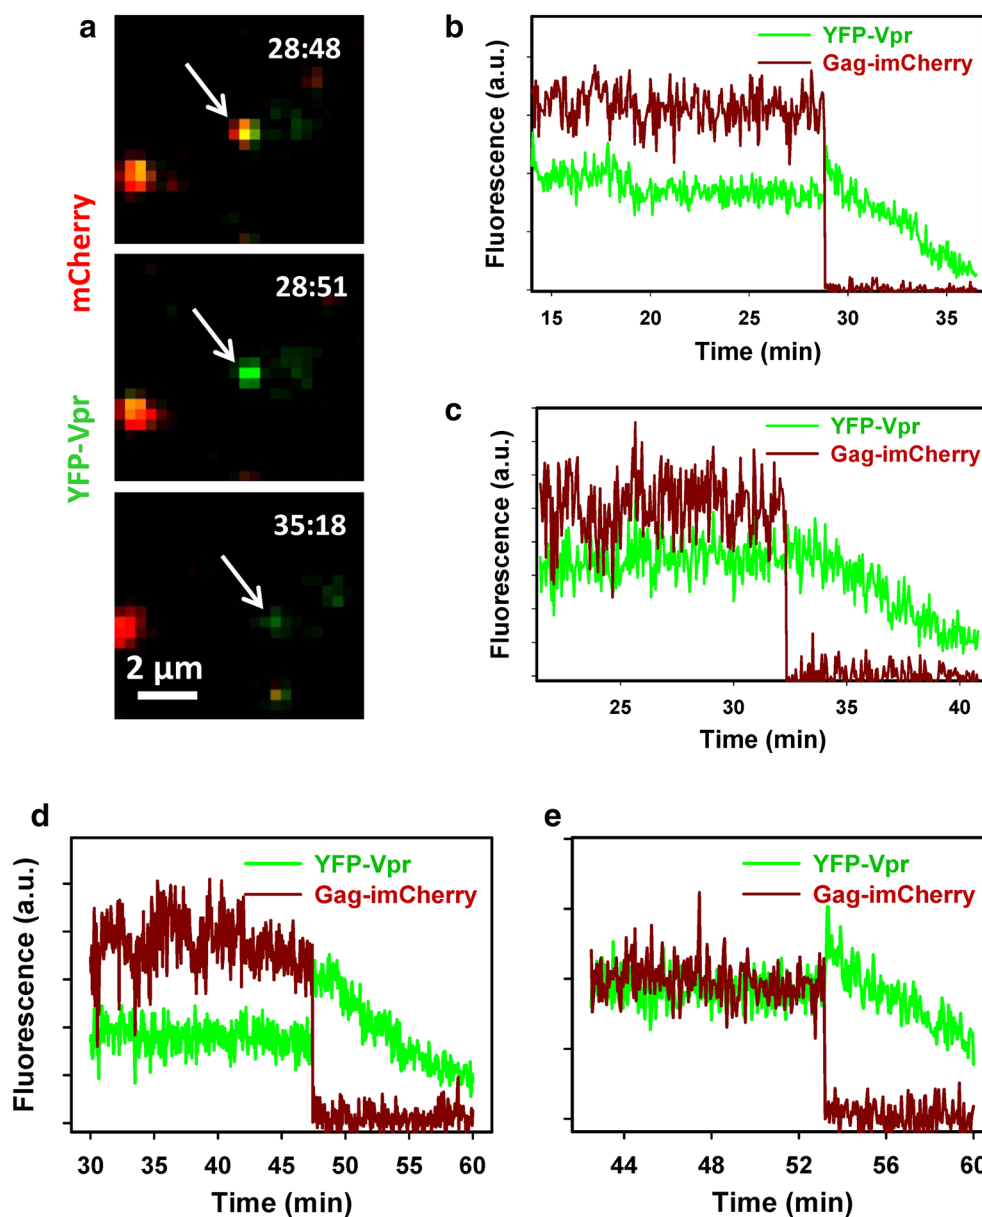 a
28:48
28:51
35:18
2 µm
YFP-Vpr mCherry
b
YFP-Vpr
Gag-imCherry
Fluorescence (a.u.)
15 20 25 30 35
Time (min)
c
YFP-Vpr
Gag-imCherry
Fluorescence (a.u.)
25 30 35 40
Time (min)
d
YFP-Vpr
Gag-imCherry
Fluorescence (a.u.)
30 35 40 45 50 55 60
Time (min)
e
YFP-Vpr
Gag-imCherry
44 48 52 56 60
Time (min)